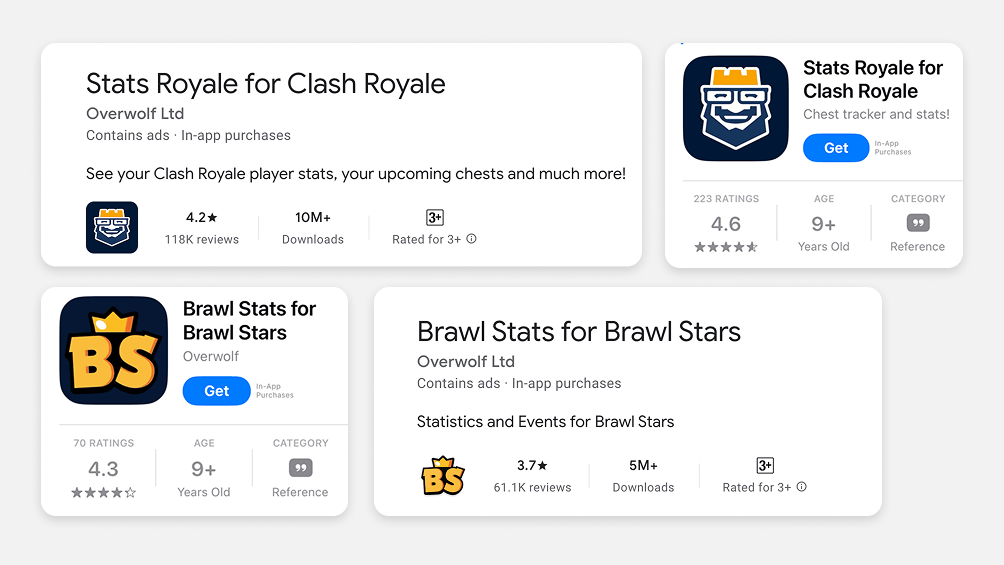 Stats Royale for Clash Royale
Overwolf Ltd
Contains ads · In-app purchases
See your Clash Royale player stats, your upcoming chests and much more!
4.2★
118K reviews
10M+
Downloads
3+
Rated for 3+
Stats Royale for
Clash Royale
Chest tracker and stats!
Get
In-App
Purchases
223 RATINGS
4.6
AGE
9+
Years Old
CATEGORY
Reference
BS
Brawl Stats for
Brawl Stars
Overwolf
Get
In-App
Purchases
70 RATINGS
4.3
AGE
9+
Years Old
CATEGORY
Reference
Brawl Stats for Brawl Stars
Overwolf Ltd
Contains ads · In-app purchases
Statistics and Events for Brawl Stars
BS
3.7★
61.1K reviews
5M+
Downloads
3+
Rated for 3+